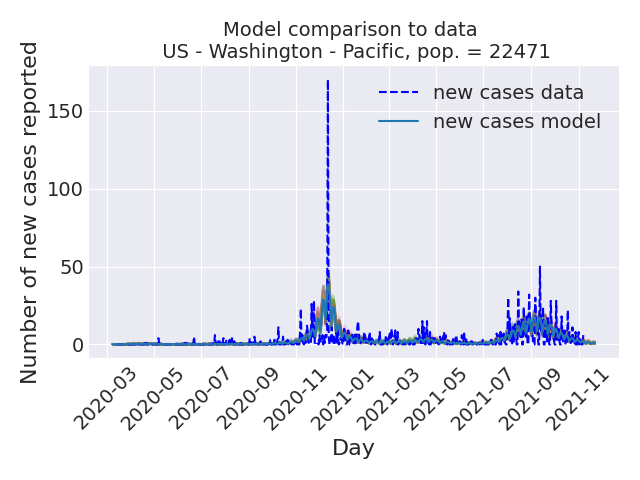 Model comparison to data
US - Washington - Pacific, pop. = 22471
Number of new cases reported
150
100
50
0
new cases data
new cases model
2020-03
2020-05
2020-07
2020-09
2020-11
2021-01
2021-03
2021-05
2021-07
2021-09
2021-11
Day